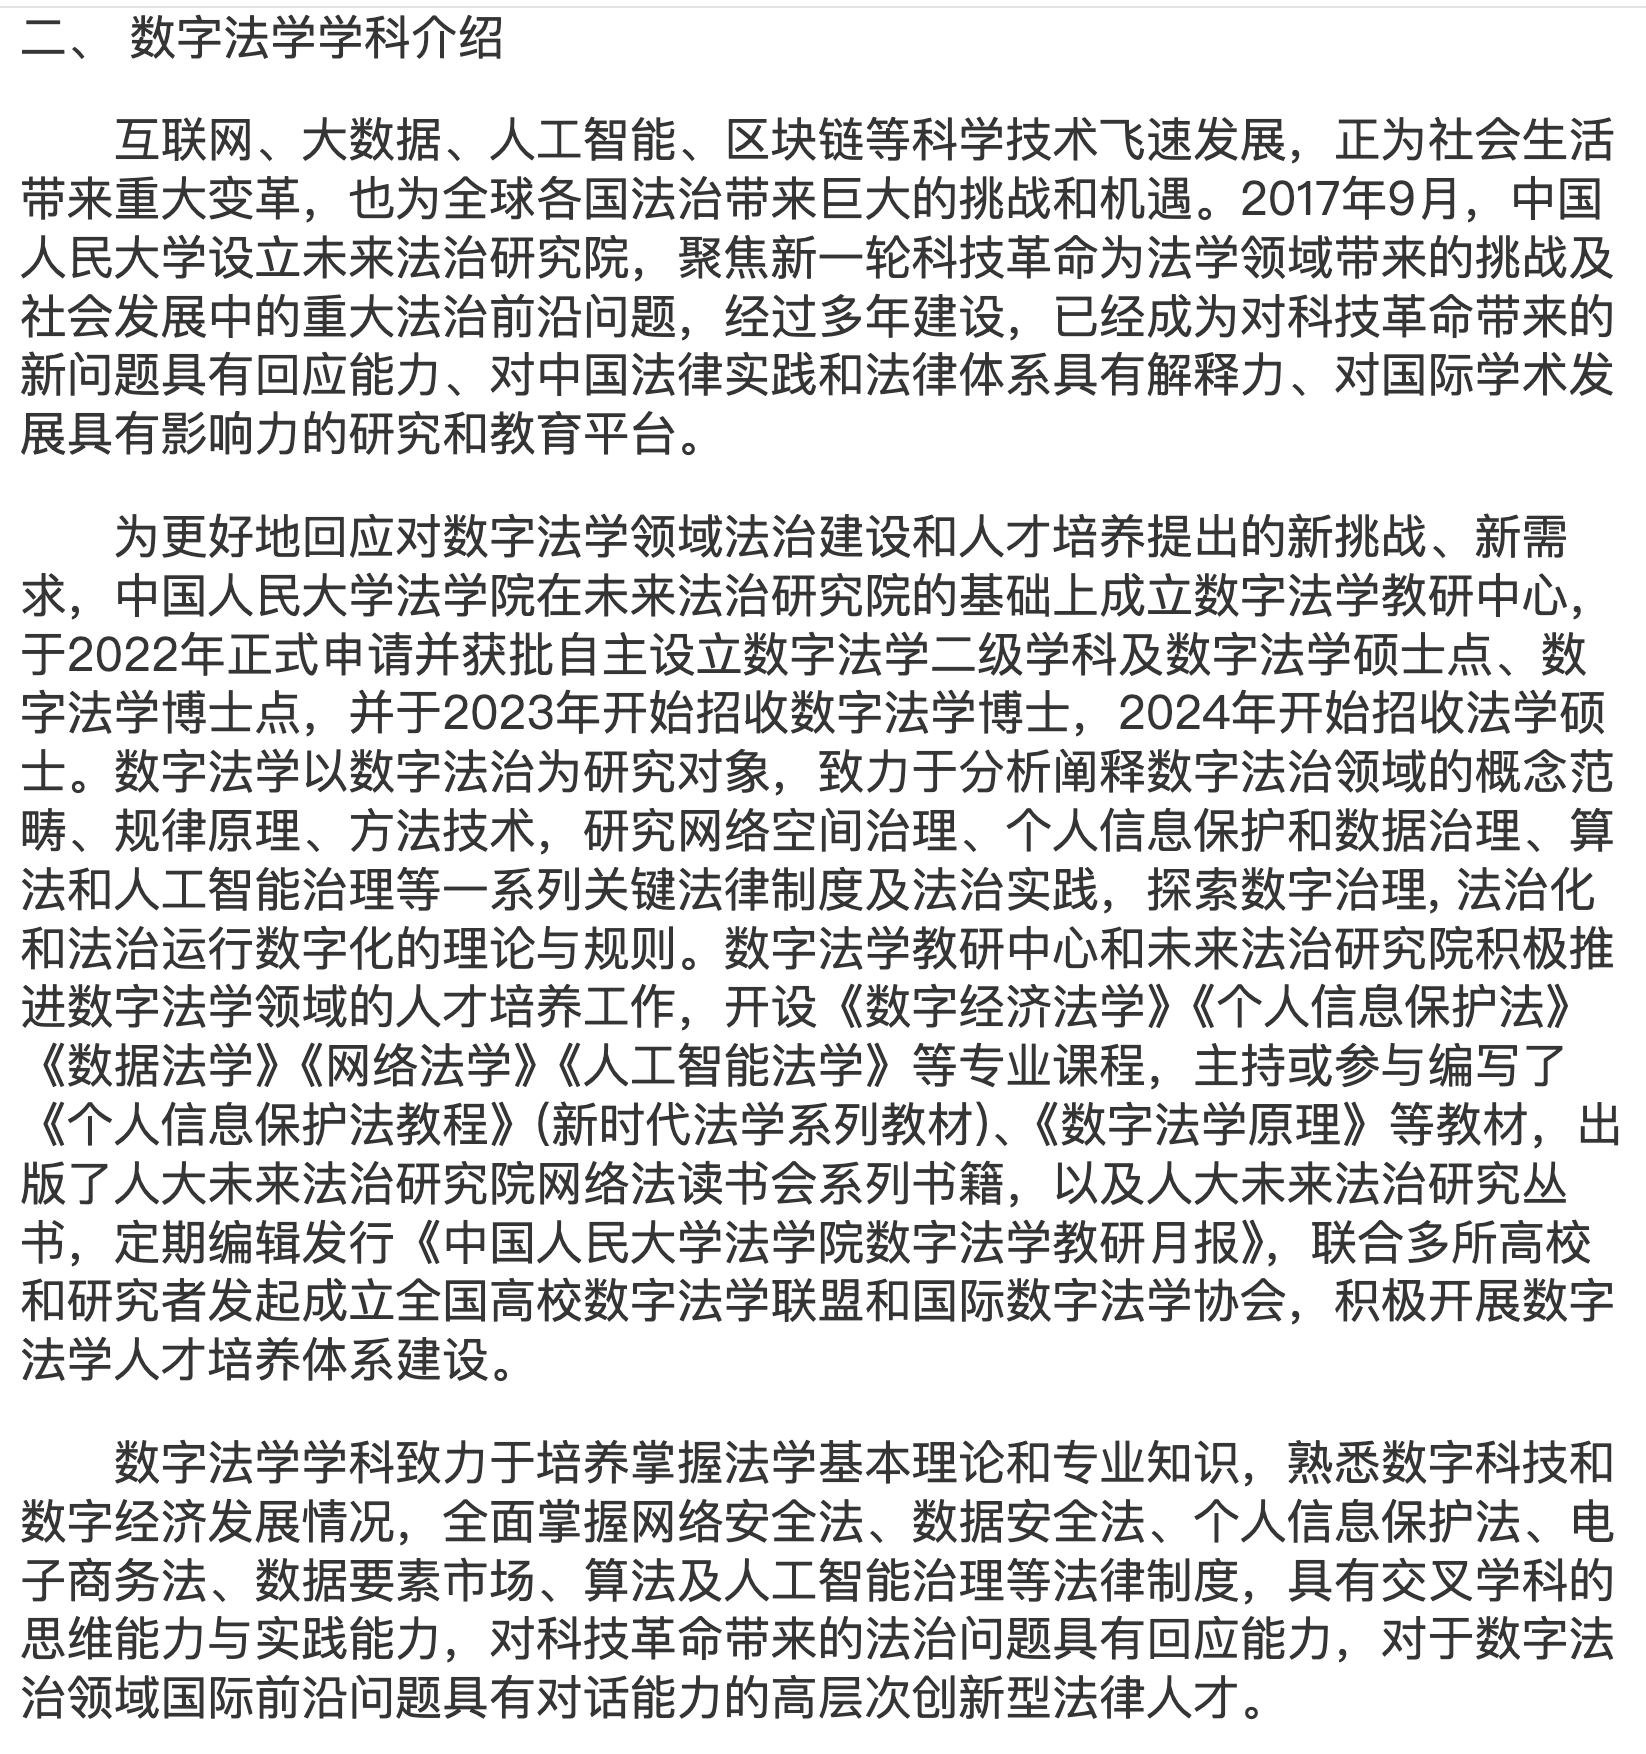 二、 数字法学学科介绍
互联网、大数据、人工智能、区块链等科学技术飞速发展，正为社会生活
带来重大变革，也为全球各国法治带来巨大的挑战和机遇。2017年9月，中国
人民大学设立未来法治研究院，聚焦新一轮科技革命为法学领域带来的挑战及
社会发展中的重大法治前沿问题，经过多年建设，已经成为对科技革命带来的
新问题具有回应能力、对中国法律实践和法律体系具有解释力、对国际学术发
展具有影响力的研究和教育平台。
为更好地回应对数字法学领域法治建设和人才培养提出的新挑战、新需
求，中国人民大学法学院在未来法治研究院的基础上成立数字法学教研中心，
于2022年正式申请并获批自主设立数字法学二级学科及数字法学硕士点、数
字法学博士点，并于2023年开始招收数字法学博士，2024年开始招收法学硕
士。数字法学以数字法治为研究对象，致力于分析阐释数字法治领域的概念范
畴、规律原理、方法技术，研究网络空间治理、个人信息保护和数据治理、算
法和人工智能治理等一系列关键法律制度及法治实践，探索数字治理, 法治化
和法治运行数字化的理论与规则。数字法学教研中心和未来法治研究院积极推
进数字法学领域的人才培养工作，开设《数字经济法学》《个人信息保护法》
《数据法学》《网络法学》《人工智能法学》等专业课程，主持或参与编写了
《个人信息保护法教程》(新时代法学系列教材)、《数字法学原理》等教材，出
版了人大未来法治研究院网络法读书会系列书籍，以及人大未来法治研究丛
书，定期编辑发行《中国人民大学法学院数字法学教研月报》，联合多所高校
和研究者发起成立全国高校数字法学联盟和国际数字法学协会，积极开展数字
法学人才培养体系建设。
数字法学学科致力于培养掌握法学基本理论和专业知识，熟悉数字科技和
数字经济发展情况，全面掌握网络安全法、数据安全法、个人信息保护法、电
子商务法、数据要素市场、算法及人工智能治理等法律制度，具有交叉学科的
思维能力与实践能力，对科技革命带来的法治问题具有回应能力，对于数字法
治领域国际前沿问题具有对话能力的高层次创新型法律人才。